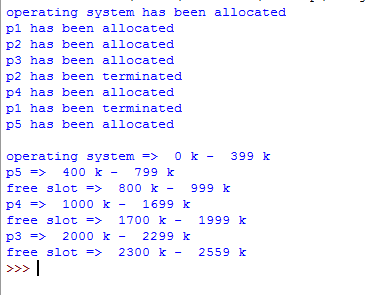 operating system has been allocated
p1 has been allocated
p2 has been allocated
p3 has been allocated
p2 has been terminated
p4 has been allocated
p1 has been terminated
p5 has been allocated
operating system =>  0 k -  399 k
p5 =>  400 k -  799 k
free slot =>  800 k -  999 k
p4 =>  1000 k -  1699 k
free slot =>  1700 k -  1999 k
p3 =>  2000 k -  2299 k
free slot =>  2300 k -  2559 k
>>>